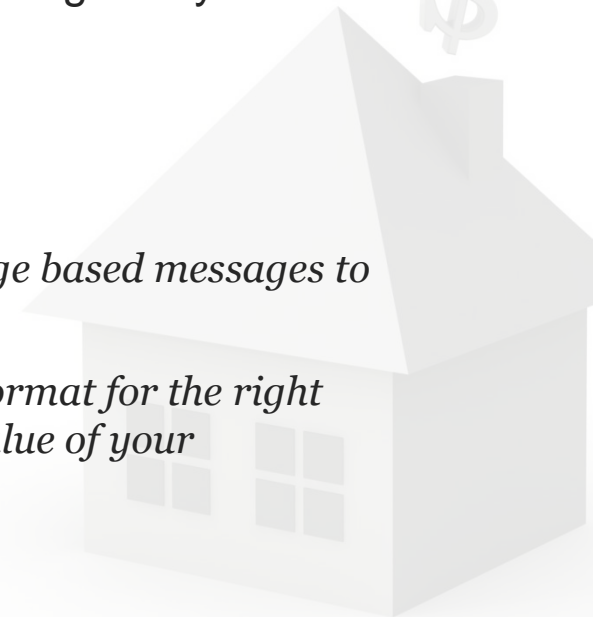 ge based messages to
ormat for the right
lue of your